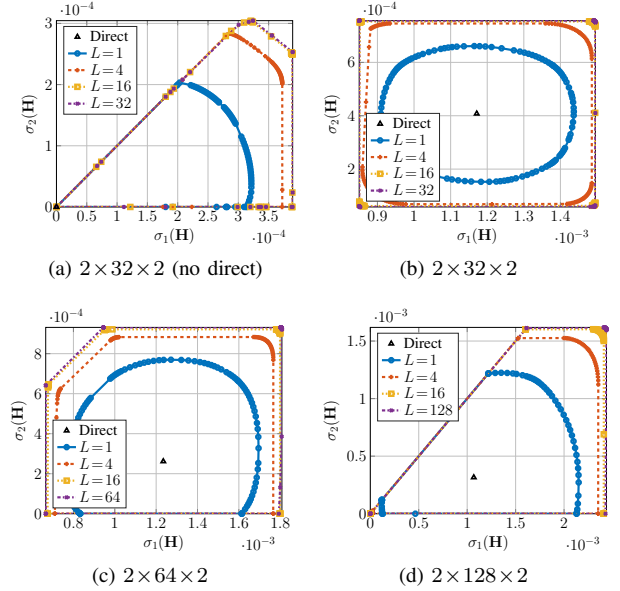 ·10⁻⁴
3
2
1
0
σ₂(H)
Direct
L=1
L=4
L=16
L=32
0 0.5 1 1.5 2 2.5 3 3.5
σ₁(H) ·10⁻⁴
(a) 2×32×2 (no direct)
·10⁻⁴
6
4
2
σ₂(H)
Direct
L=1
L=4
L=16
L=32
0.9 1 1.1 1.2 1.3 1.4
σ₁(H) ·10⁻³
(b) 2×32×2
·10⁻⁴
8
6
4
2
0
σ₂(H)
Direct
L=1
L=4
L=16
L=64
0.8 1 1.2 1.4 1.6 1.8
σ₁(H) ·10⁻³
(c) 2×64×2
·10⁻³
1.5
1
0.5
0
σ₂(H)
Direct
L=1
L=4
L=16
L=128
0 0.5 1 1.5 2
σ₁(H) ·10⁻³
(d) 2×128×2